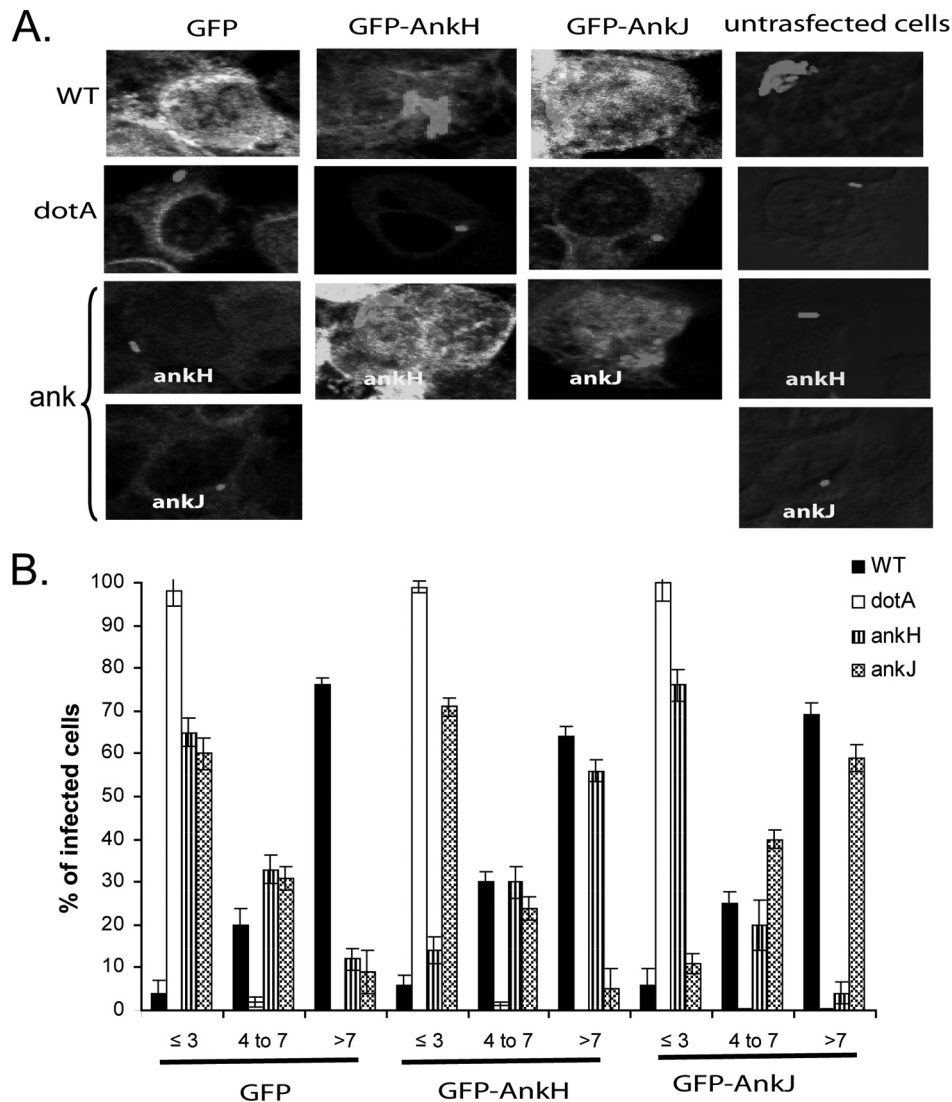 A.
GFP GFP-AnkH GFP-AnkJ untrasfected cells
WT
dotA
ank
ankH ankH ankJ ankH
ankJ ankJ
B.
WT
dotA
ankH
ankJ
% of infected cells
100
90
80
70
60
50
40
30
20
10
0
≤ 3 4 to 7 >7 ≤ 3 4 to 7 >7 ≤ 3 4 to 7 >7
GFP GFP-AnkH GFP-AnkJ